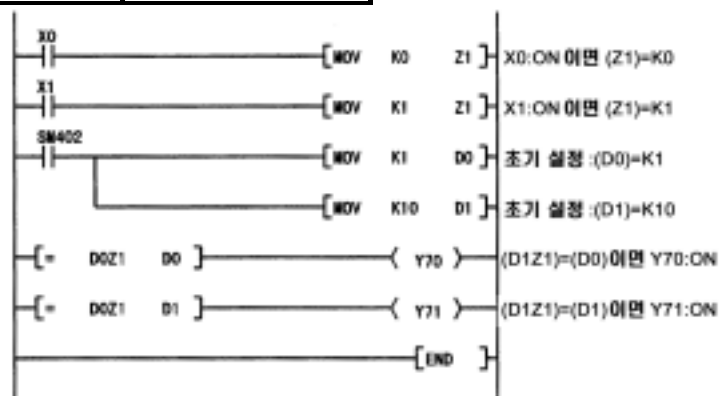 X0
MOV K0 Z1 X0:ON 이면 (Z1)=K0
X1
MOV K1 Z1 X1:ON 이면 (Z1)=K1
SM402
MOV K1 D0 초기 설정 :(D0)=K1
MOV K10 D1 초기 설정 :(D1)=K10
= D0Z1 D0 Y70 (D1Z1)=(D0)이면 Y70:ON
= D0Z1 D1 Y71 (D1Z1)=(D1)이면 Y71:ON
END